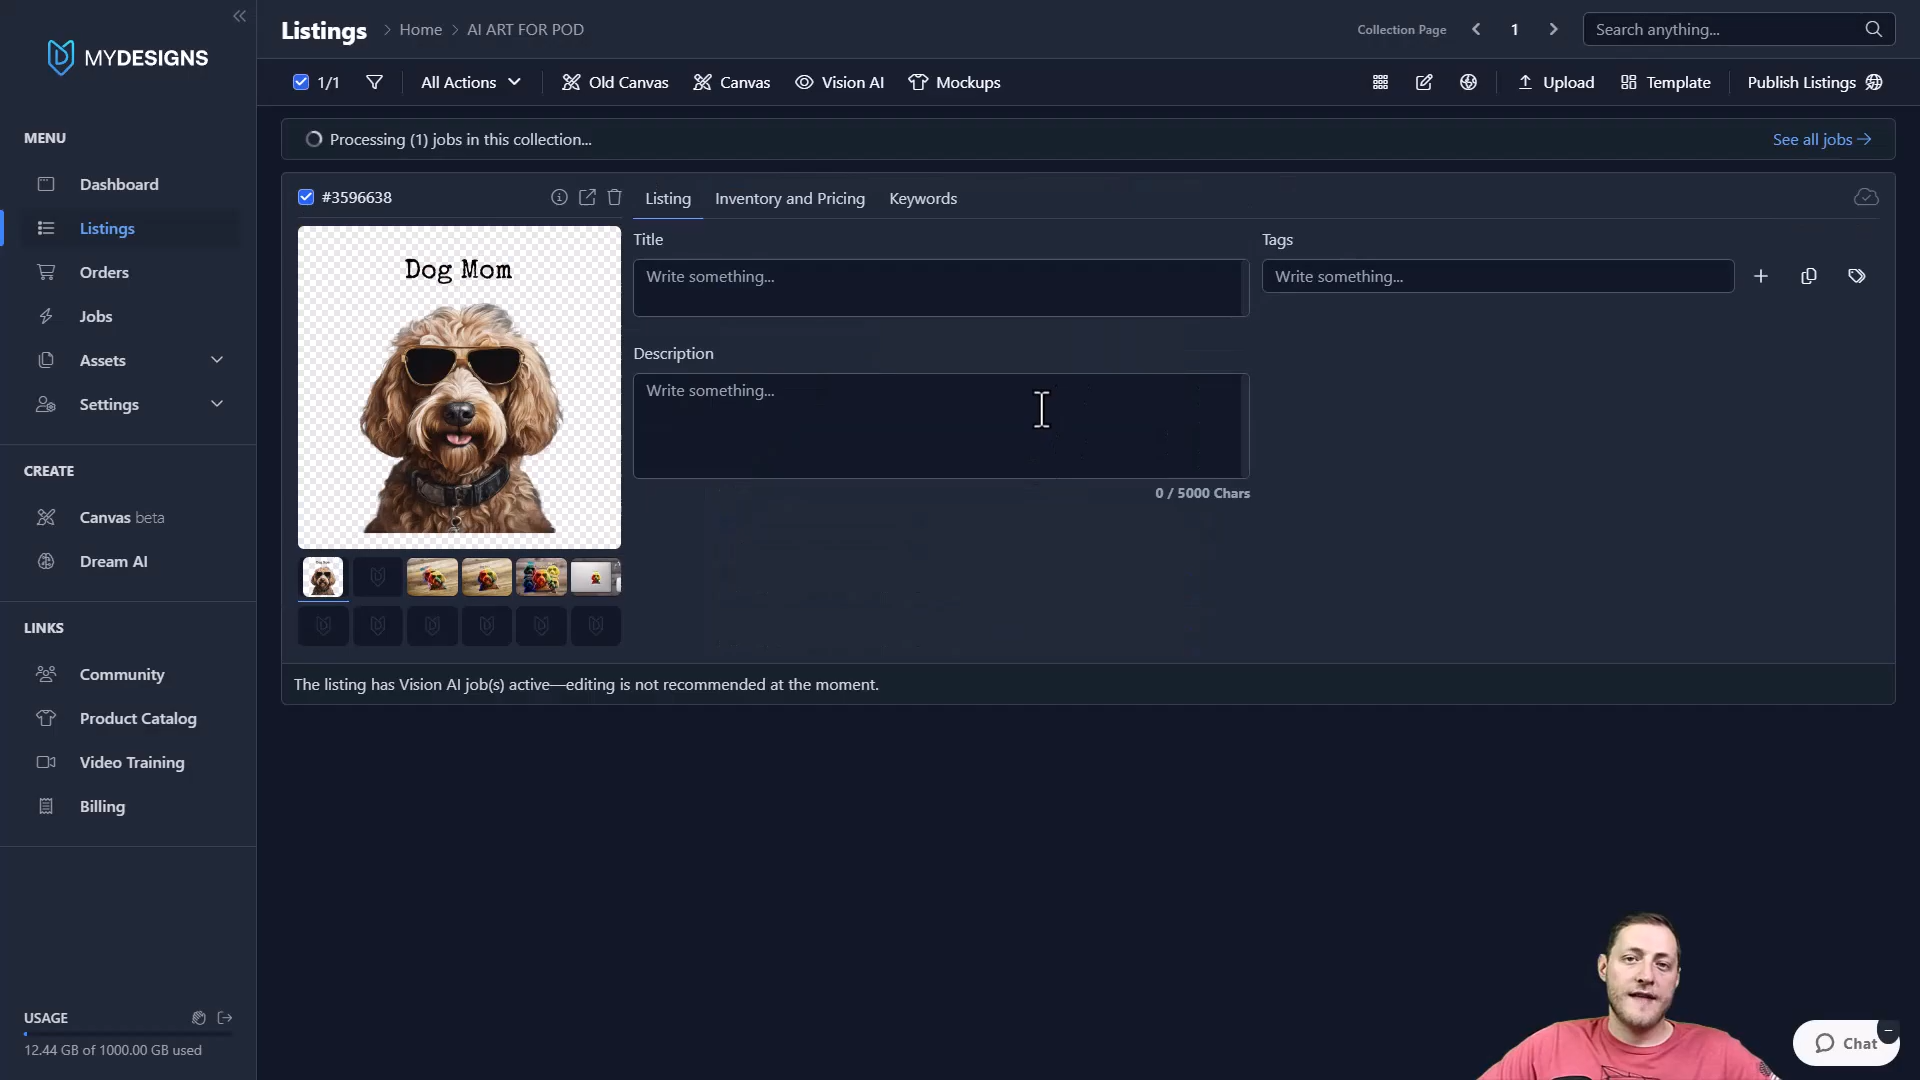 MYDESIGNS
MENU
Dashboard
Listings
Orders
Jobs
Assets
Settings
CREATE
Canvas beta
Dream AI
LINKS
Community
Product Catalog
Video Training
Billing
USAGE
12.44 GB of 1000.00 GB used
Listings > Home > AI ART FOR POD
Collection Page < 1 >
Search anything...
1/1
All Actions
Old Canvas
Canvas
Vision AI
Mockups
Upload
Template
Publish Listings
Processing (1) jobs in this collection...
See all jobs →
#3596638
Dog Mom
Listing
Inventory and Pricing
Keywords
Title
Write something...
Tags
Write something...
Description
Write something...
0 / 5000 Chars
The listing has Vision AI job(s) active—editing is not recommended at the moment.
Chat